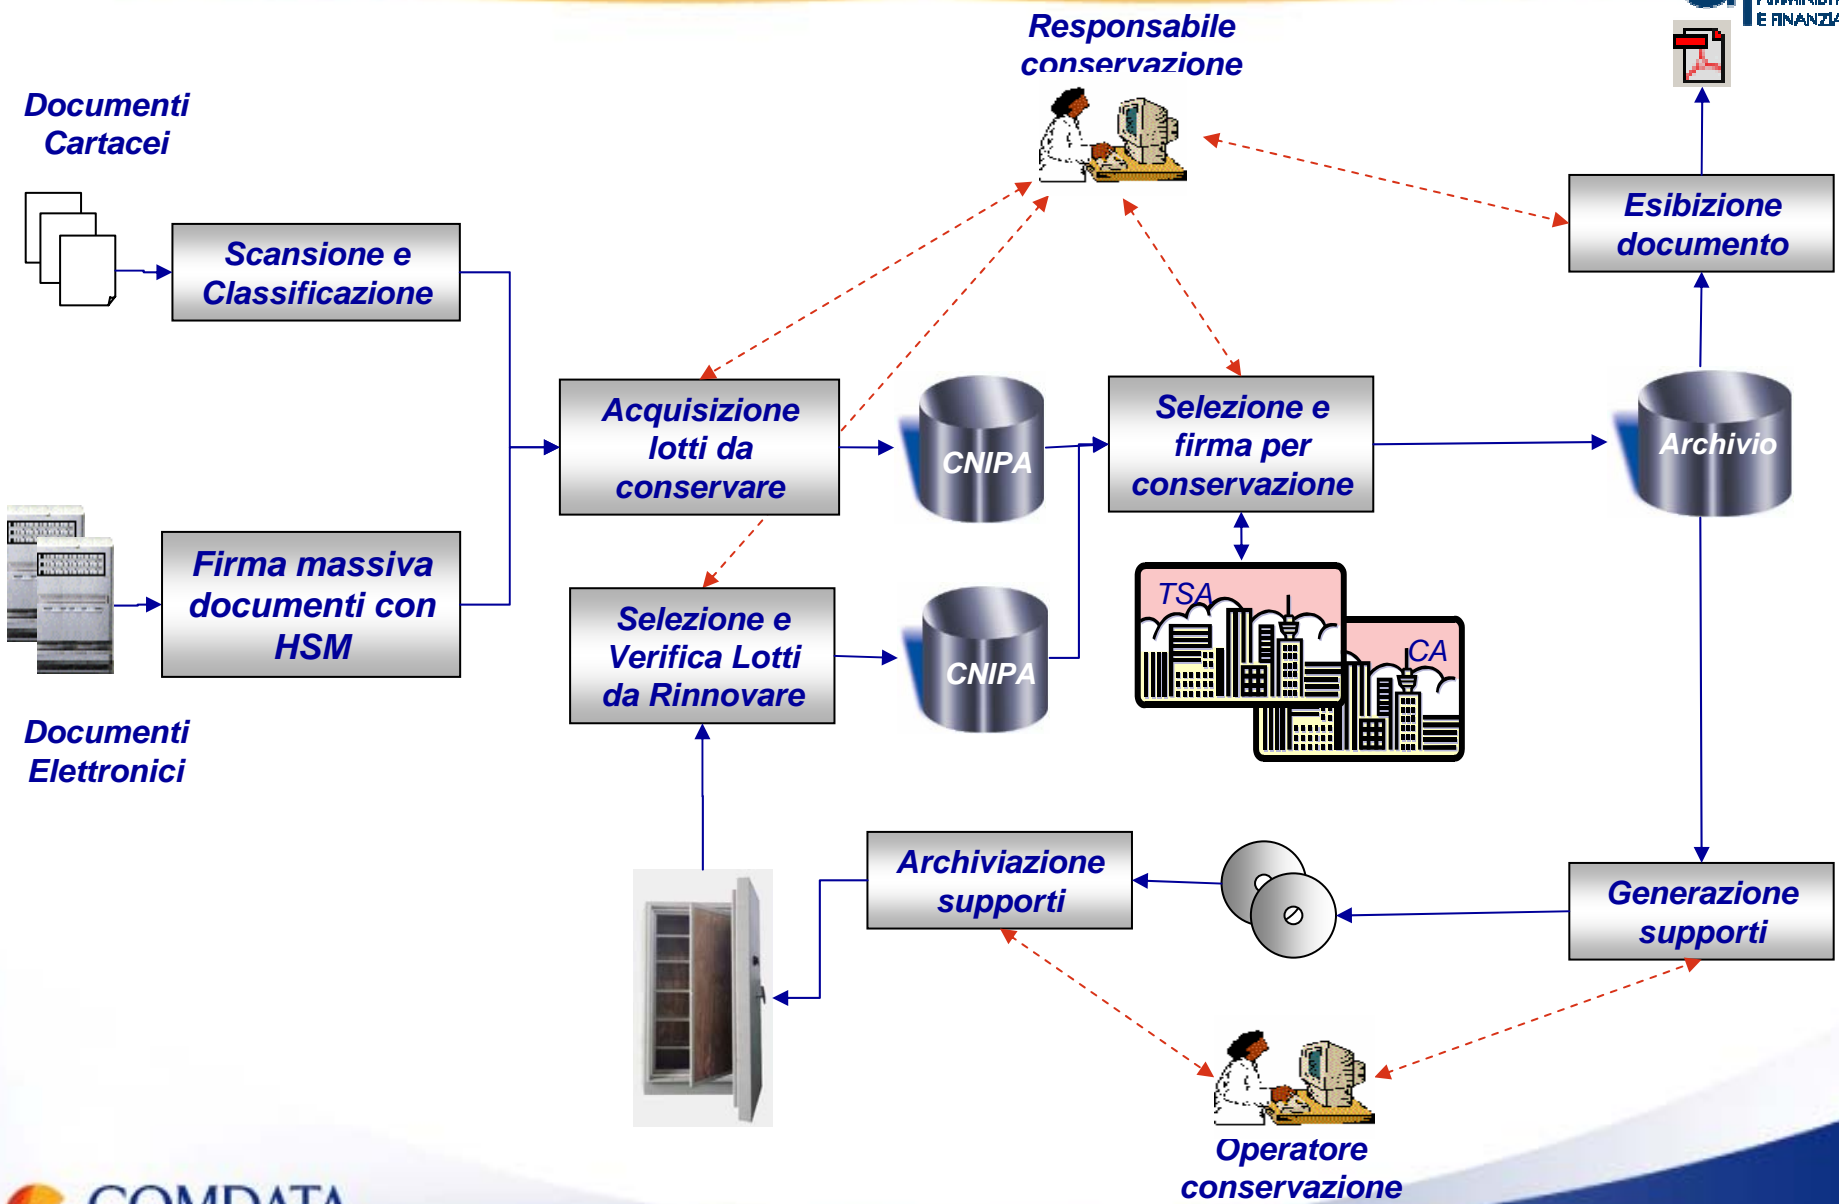 E FINANZIA
Responsabile
conservazione
Documenti
Cartacei
Scansione e
Classificazione
Esibizione
documento
Acquisizione
lotti da
conservare
CNIPA
Selezione e
firma per
conservazione
Archivio
Firma massiva
documenti con
HSM
Selezione e
Verifica Lotti
da Rinnovare
CNIPA
TSA
CA
Documenti
Elettronici
Archiviazione
supporti
Generazione
supporti
Operatore
conservazione
COMDATA